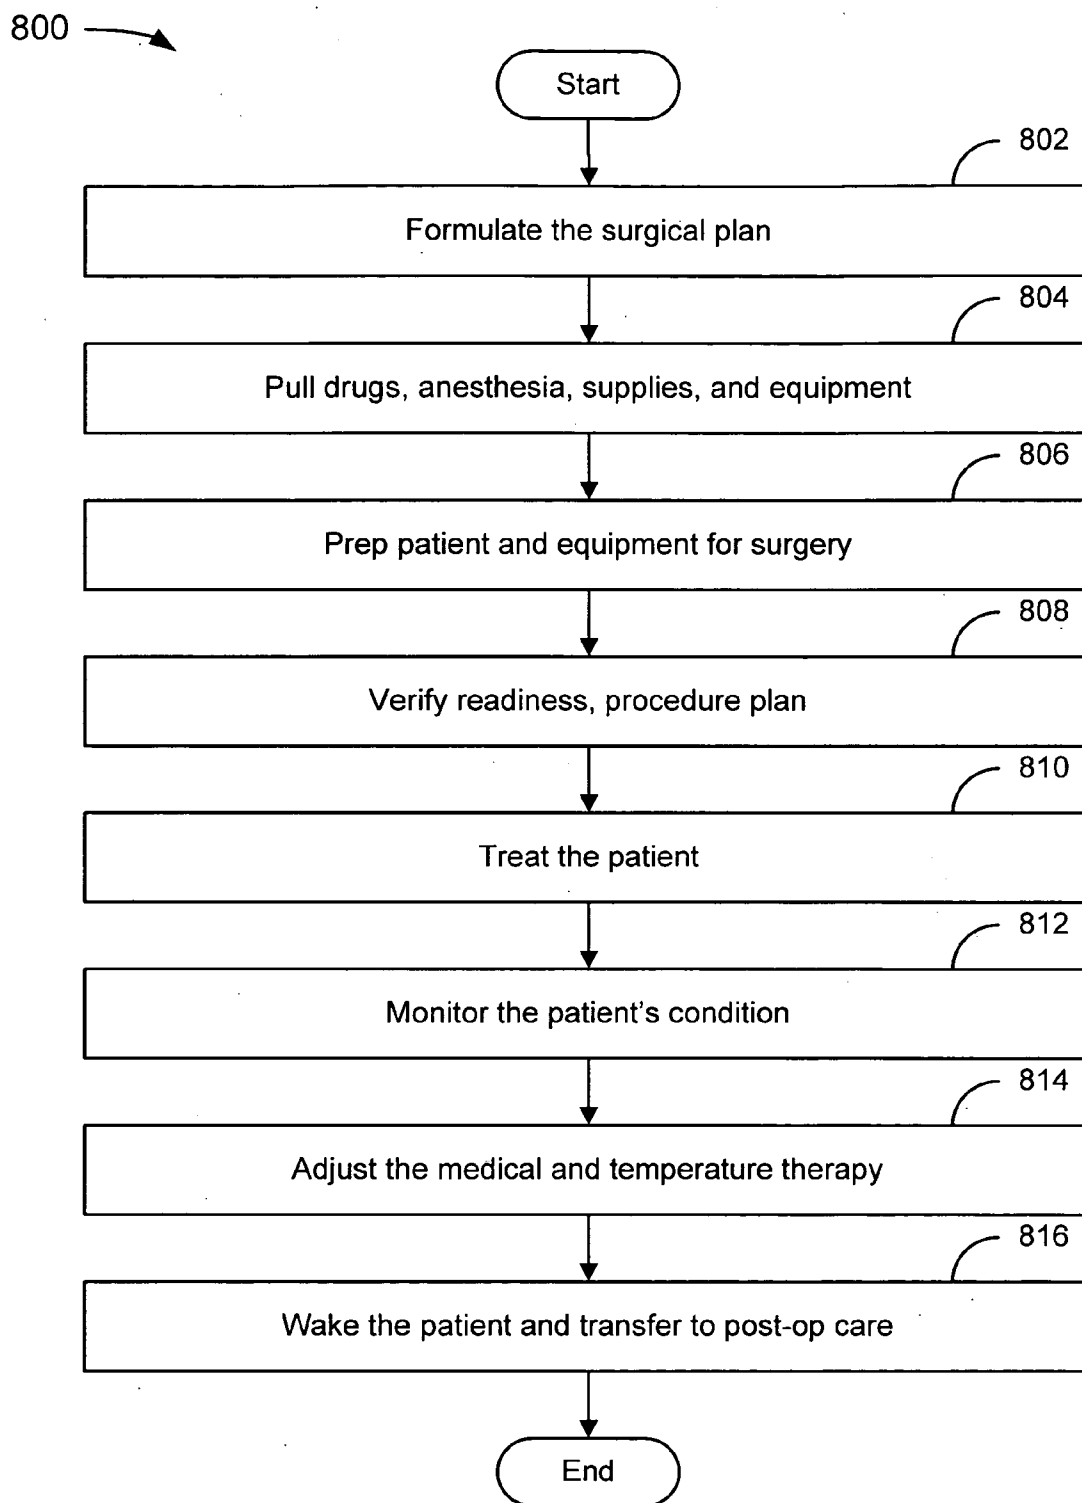 800
Start
802
Formulate the surgical plan
804
Pull drugs, anesthesia, supplies, and equipment
806
Prep patient and equipment for surgery
808
Verify readiness, procedure plan
810
Treat the patient
812
Monitor the patient's condition
814
Adjust the medical and temperature therapy
816
Wake the patient and transfer to post-op care
End